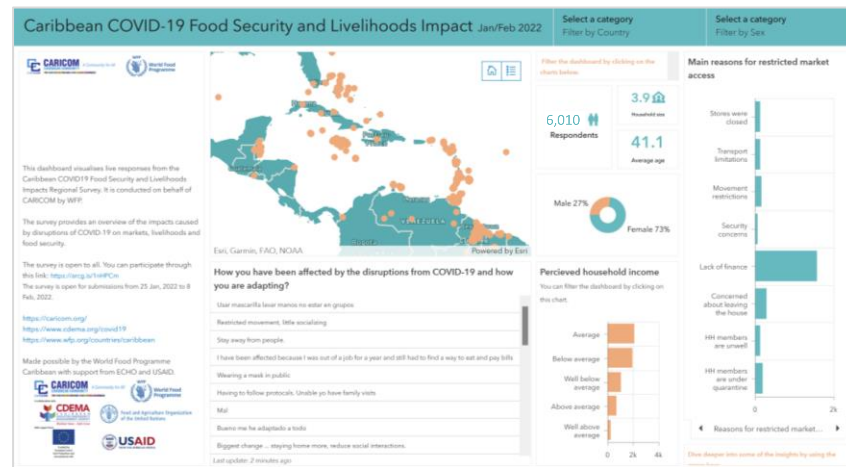 Caribbean COVID-19 Food Security and Livelihoods Impact Jan/Feb 2022
Select a category
Filter by Country
Select a category
Filter by Sex
CARICOM
World Food
Programme
This dashboard visualises live responses from the
Caribbean COVID19 Food Security and Livelihoods
Impacts Regional Survey. It is conducted on behalf of
CARICOM by WFP.
The survey provides an overview of the impacts caused
by disruptions of COVID-19 on markets, livelihoods and
food security.
The survey is open to all. You can participate through
this link: https://arcg.is/1nHFCm
The survey is open for submissions from 25 Jan, 2022 to 8
Feb, 2022.
https://caricom.org/
https://www.cdema.org/covid19
https://www.wfp.org/countries/caribbean
Made possible by the World Food Programme
Caribbean with support from ECHO and USAID.
CARICOM
World Food
Programme
CDEMA
Food and Agriculture Organization
of the United Nations
USAID
VENEZUELA
Esri, Garmin, FAO, NOAA
Powered by Esri
How you have been affected by the disruptions from COVID-19 and how
you are adapting?
Usar mascarilla lavar manos no estar en grupos
Restricted movement, little socialising
Stay away from people.
I have been affected because I was out of a job for a year and still had to find a way to eat and pay bills
Wearing a mask in public
Having to follow protocals. Unable yo have family visits
Mal
Bueno me he adaptado a todo
Biggest change ... staying home more, reduce social interactions.
Last update: 2 minutes ago
Filter the dashboard by clicking on the
charts below
6,010
Respondents
3.9
Household size
41.1
Average age
Male 27%
Female 73%
Percieved household income
You can filter the dashboard by clicking on
this chart.
Average
Below average
Well below
average
Above average
Well above
average
0 2k 4k
Main reasons for restricted market
access
Stores were
closed
Transport
limitations
Movement
restrictions
Security
concerns
Lack of finance
Concerned
about leaving
the house
HH members
are unwell
HH members
are under
quarantine
0 2k
Reasons for restricted market...
Dive deeper into some of the insights by using the